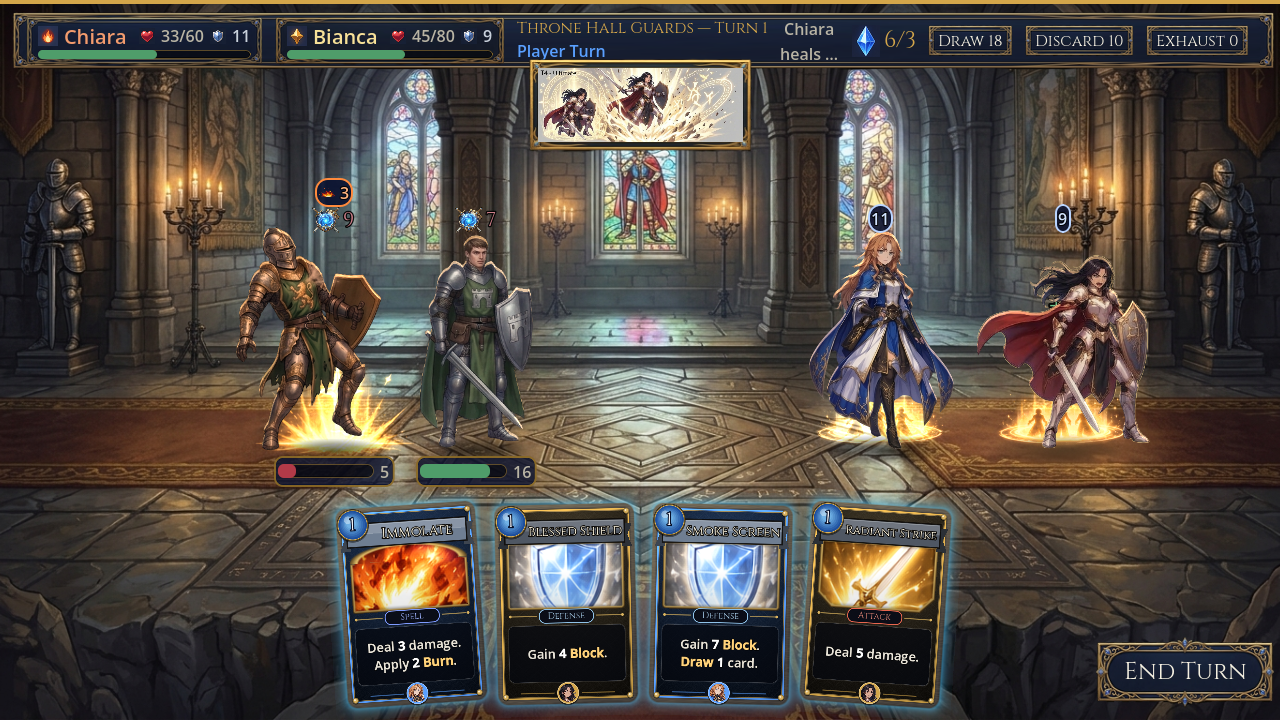 Chiara 33/60 11
Bianca 45/80 9
Throne Hall Guards — Turn 1
Player Turn
Chiara
heals ...
6/3
Draw 18
Discard 10
Exhaust 0
T4 - Ultimate
3
9
7
11
9
5
16
1
Immolate
Spell
Deal 3 damage.
Apply 2 Burn.
1
Blessed Shield
Defense
Gain 4 Block.
1
Smoke Screen
Defense
Gain 7 Block.
Draw 1 card.
1
Radiant Strike
Attack
Deal 5 damage.
End Turn